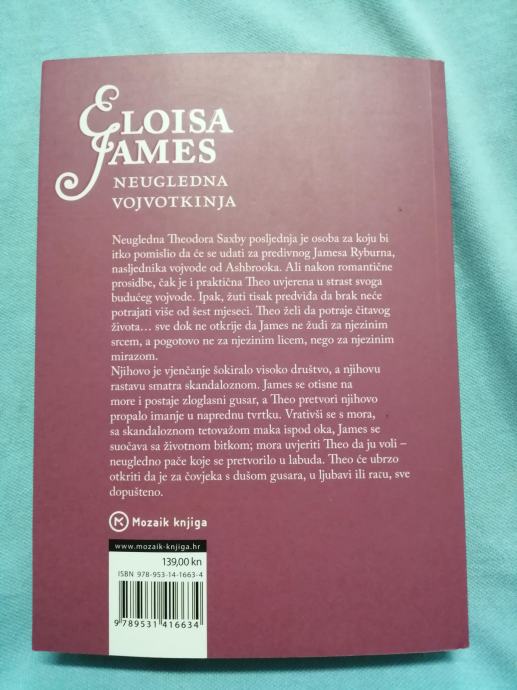 ELOISA
JAMES
NEUGLEDNA
VOJVOTKINJA
Neugledna Theodora Saxby posljednja je osoba za koju bi
itko pomislio da će se udati za predivnog Jamesa Ryburna,
nasljednika vojvode od Ashbrooka. Ali nakon romantične
prosidbe, čak je i praktična Theo uvjerena u strast svoga
budućeg vojvode. Ipak, žuti tisak predviđa da brak neće
potrajati više od šest mjeseci. Theo želi da potraje čitavog
života... sve dok ne otkrije da James ne žudi za njezinim
srcem, a pogotovo ne za njezinim licem, nego za njezinim
mirazom.
Njihovo je vjenčanje šokiralo visoko društvo, a njihovu
rastavu smatra skandaloznom. James se otisne na
more i postaje zloglasni gusar, a Theo pretvori njihovo
propalo imanje u naprednu tvrtku. Vrativši se s mora,
sa skandaloznom tetovažom maka ispod oka, James se
suočava sa životnom bitkom; mora uvjeriti Theo da ju voli –
neugledno pače koje se pretvorilo u labuda. Theo će ubrzo
otkriti da je za čovjeka s dušom gusara, u ljubavi ili ratu, sve
dopušteno.
Mozaik knjiga
www.mozaik-knjiga.hr
139,00 kn
ISBN 978-953-14-1663-4
9 789531 416634